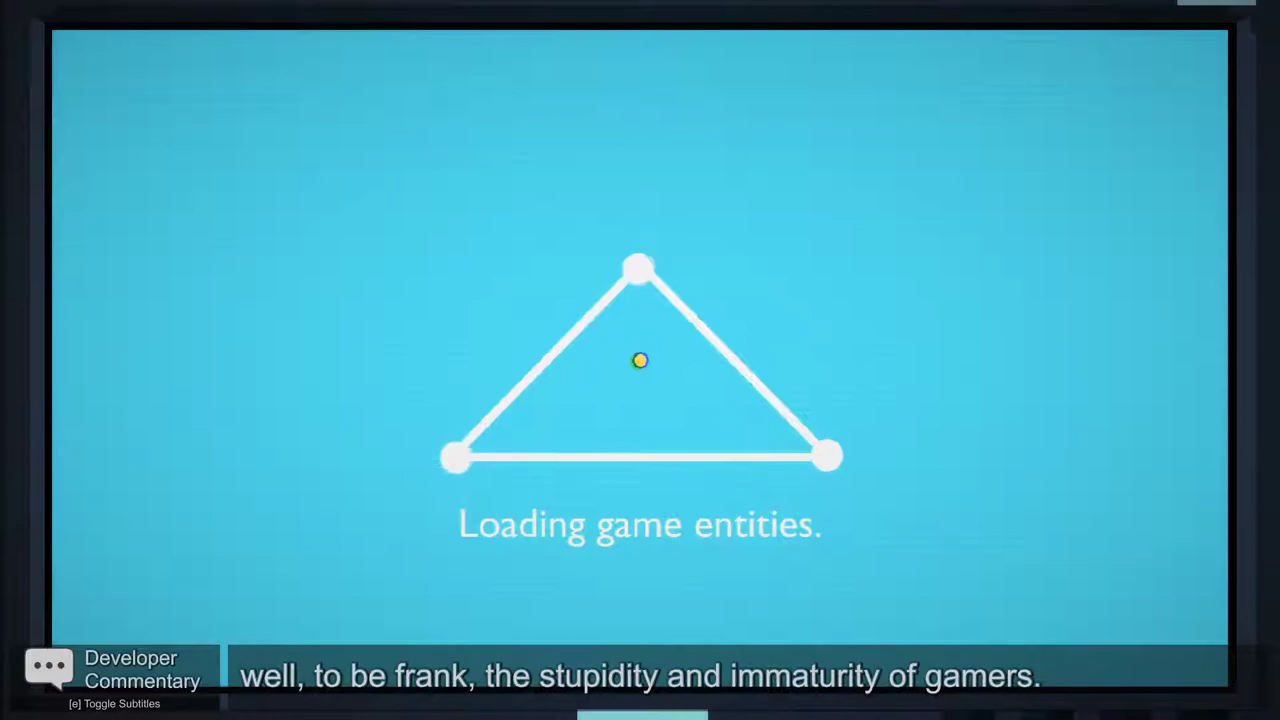 Loading game entities.
Developer
Commentary
well, to be frank, the stupidity and immaturity of gamers.
[e] Toggle Subtitles